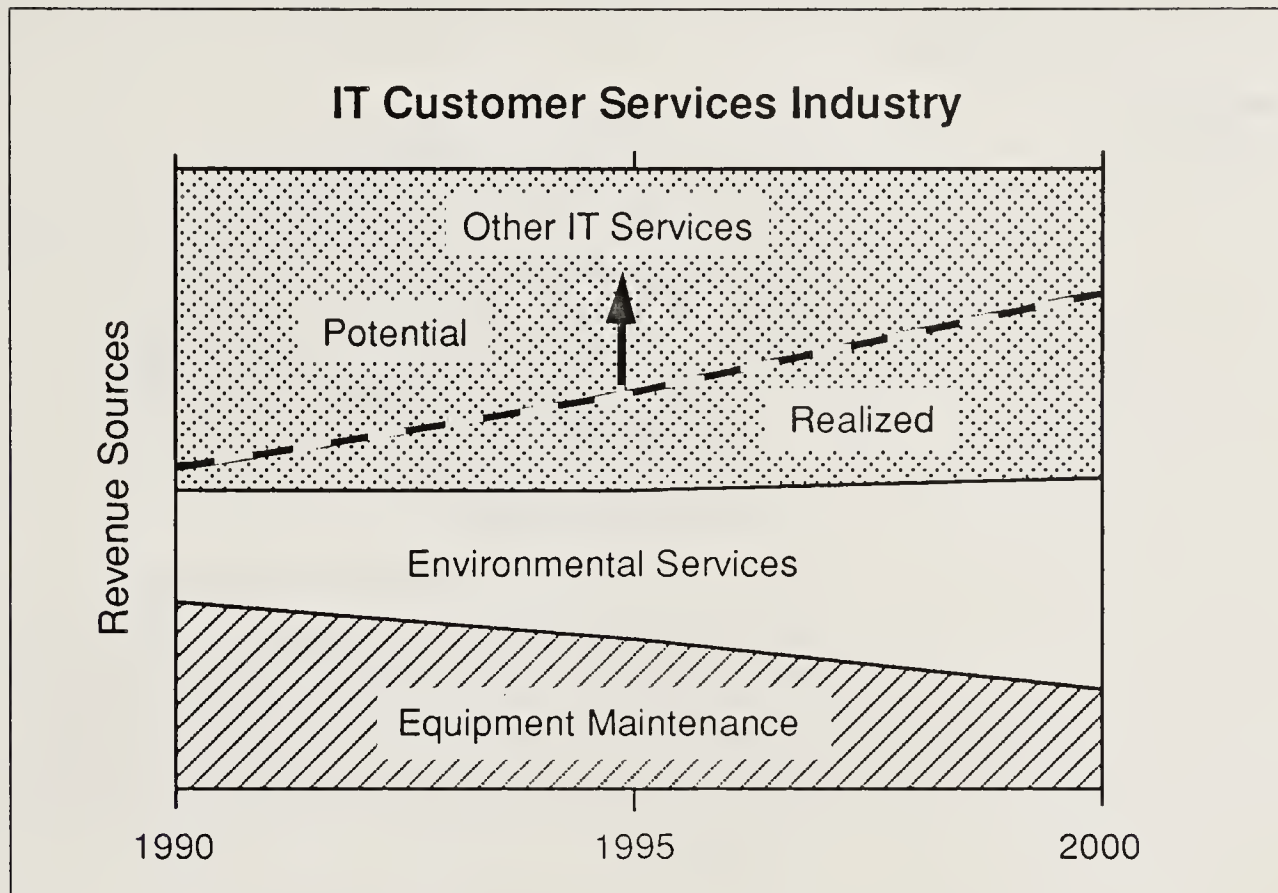 IT Customer Services Industry
Other IT Services
Potential
Realized
Revenue Sources
Environmental Services
Equipment Maintenance
1990 1995 2000